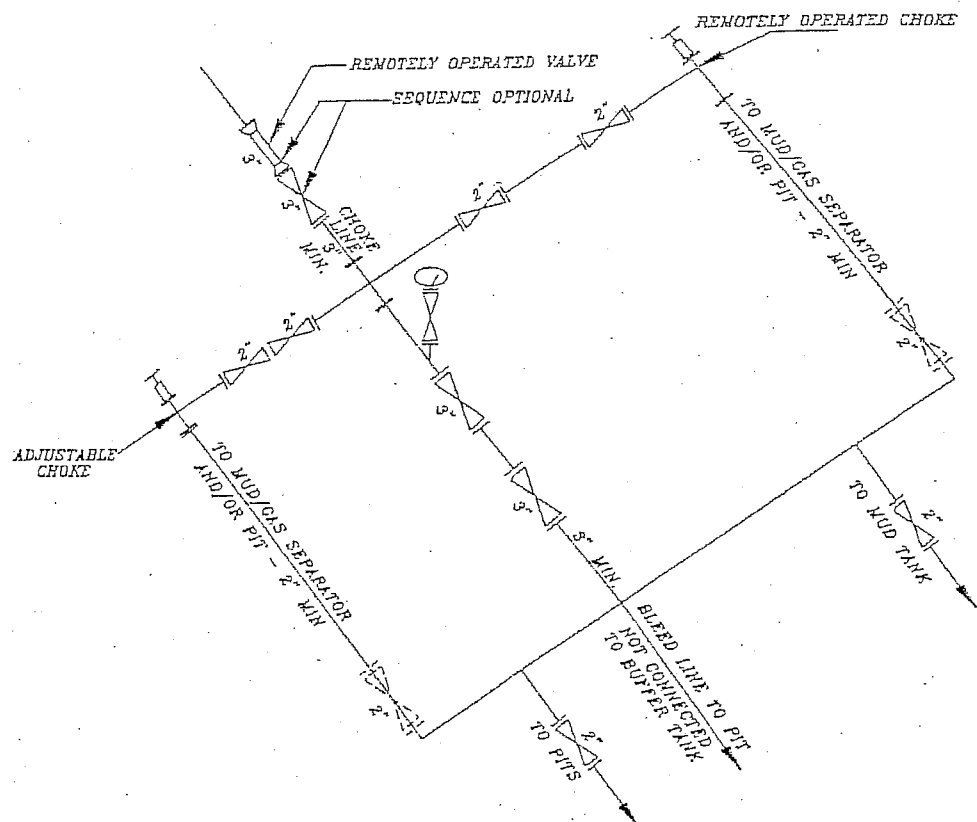 REMOTELY OPERATED CHOKE
REMOTELY OPERATED VALVE
SEQUENCE OPTIONAL
3"
3"
CHOKE
LINE
3"
MIN.
2"
2"
TO MUD/GAS SEPARATOR
AND/OR PIT - 2" MIN
2"
2"
2"
3"
ADJUSTABLE
CHOKE
TO MUD/GAS SEPARATOR
AND/OR PIT - 2" MIN
2"
3"
3" MIN.
BLEED LINE TO PIT
NOT CONNECTED
TO BUFFER TANK
2"
TO MUD TANK
2"
TO PITS